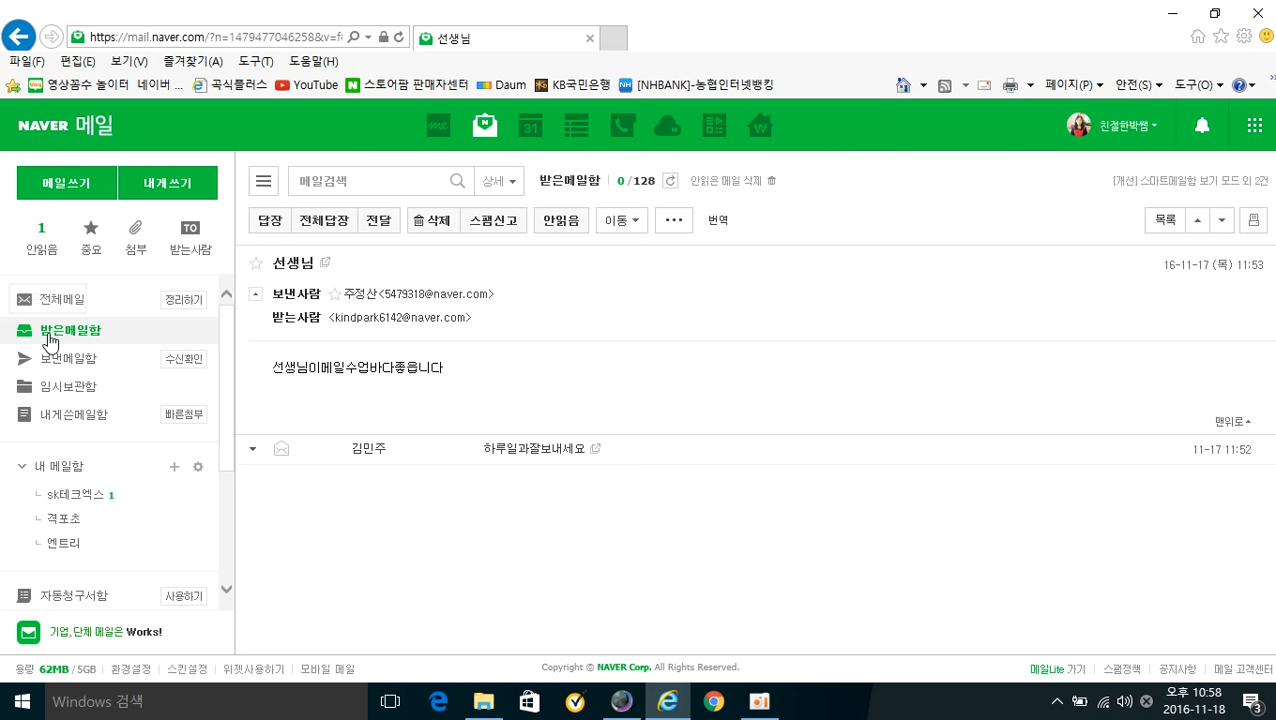 https://mail.naver.com/?n=1479477046258&v=f
선생님
파일(F) 편집(E) 보기(V) 즐겨찾기(A) 도구(T) 도움말(H)
영상꼼수 놀이터 네이버 ... 곡식플러스 YouTube 스토어팜 판매자센터 Daum KB국민은행 [NHBANK]-농협인터넷뱅킹 페이지(P) 안전(S) 도구(O)
NAVER 메일 me 31 W 친절한박쌤
메일쓰기 내게쓰기 메일검색 상세 받은메일함 0/128 안읽은 메일 삭제 [개선] 스마트메일함 보기 모드 외 2건
답장 전체답장 전달 삭제 스팸신고 안읽음 이동 ••• 번역 목록
1 TO
안읽음 중요 첨부 받는사람
선생님 16-11-17 (목) 11:53
전체메일 정리하기
보낸사람 주정산<5479318@naver.com>
받는사람 <kindpark6142@naver.com>
받은메일함
보낸메일함 수신확인
선생님이메일수업바다좋읍니다
임시보관함
내게쓴메일함 빠른첨부
맨위로
김민주 하루일과잘보내세요 11-17 11:52
내 메일함
sk테크엑스 1
격포초
엔트리
자동청구서함 사용하기
기업,단체 메일은 Works!
용량 62MB / 5GB 환경설정 스킨설정 위젯사용하기 모바일 메일 Copyright © NAVER Corp. All Rights Reserved. 메일Lite 가기 스팸정책 공지사항 메일 고객센터
Windows 검색
오후 10:58
2016-11-18
3